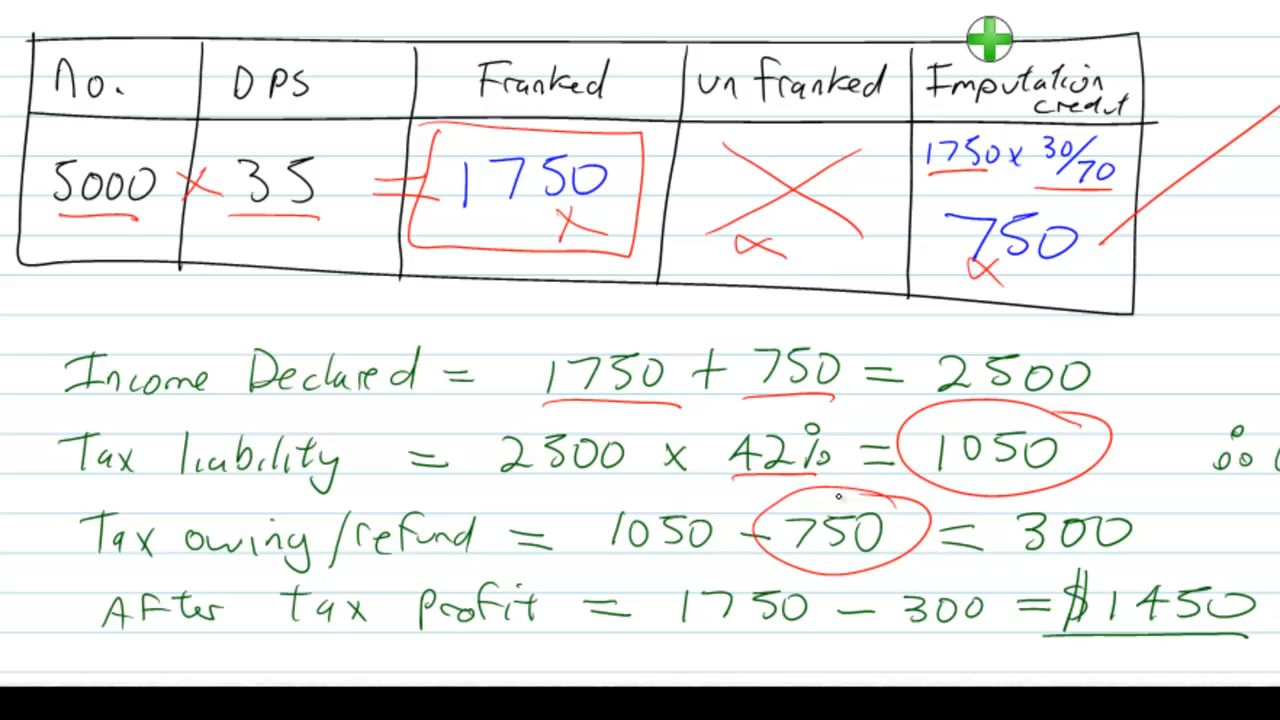 No. DPS Franked un franked Imputation credit
5000 × 35 = 1750 1750 × 30/70
750
Income Declared = 1750 + 750 = 2500
Tax liability = 2500 × 42% = 1050
Tax owing/refund = 1050 - 750 = 300
After tax profit = 1750 - 300 = $1450